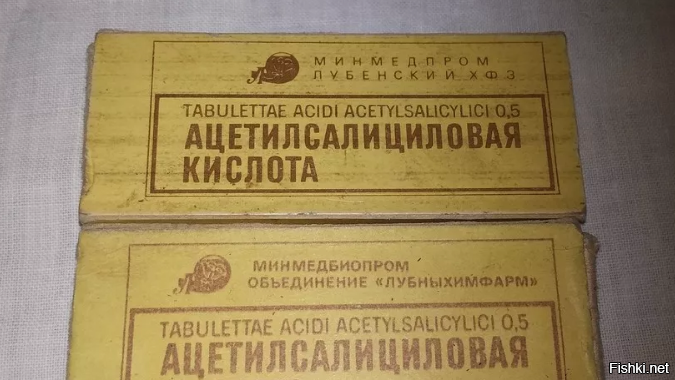 МИНМЕДПРОМ
ЛУБЕНСКИЙ ХФЗ
TABULETTAE ACIDI ACETYLSALICYLICI 0,5
АЦЕТИЛСАЛИЦИЛОВАЯ
КИСЛОТА
МИНМЕДБИОПРОМ
ОБЪЕДИНЕНИЕ «ЛУБНЫХИМФАРМ»
TABULETTAE ACIDI ACETYLSALICYLICI 0,5
АЦЕТИЛСАЛИЦИЛОВАЯ
Fishki.net